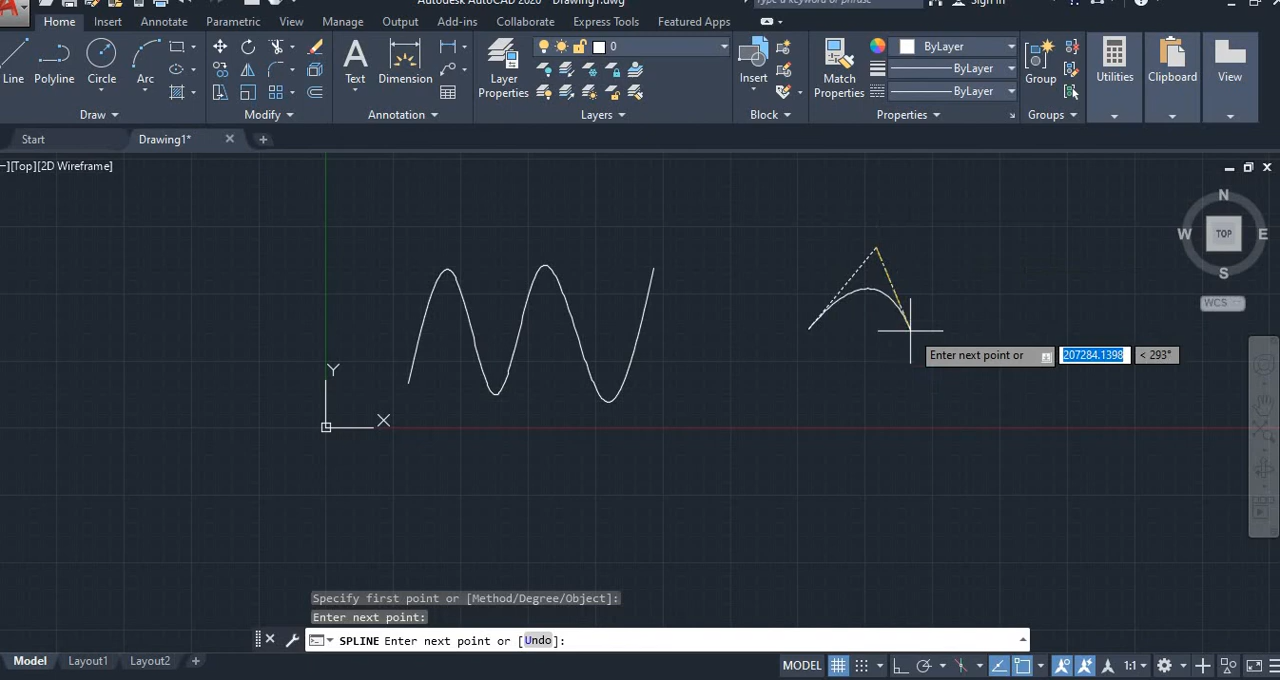 Autodesk AutoCAD 2020   Drawing1.dwg
Type a keyword or phrase
Sign In
Home Insert Annotate Parametric View Manage Output Add-ins Collaborate Express Tools Featured Apps
0
ByLayer
ByLayer
ByLayer
Line Polyline Circle Arc
Text Dimension
Layer Properties
Insert
Match Properties
Group
Utilities Clipboard View
Draw Modify Annotation Layers Block Properties Groups
Start Drawing1*
−][Top][2D Wireframe]
N
W TOP E
S
WCS
Y
X
Enter next point or 207284.1398 < 293°
Specify first point or [Method/Degree/Object]:
Enter next point:
SPLINE Enter next point or [Undo]:
Model Layout1 Layout2 +
MODEL 1:1